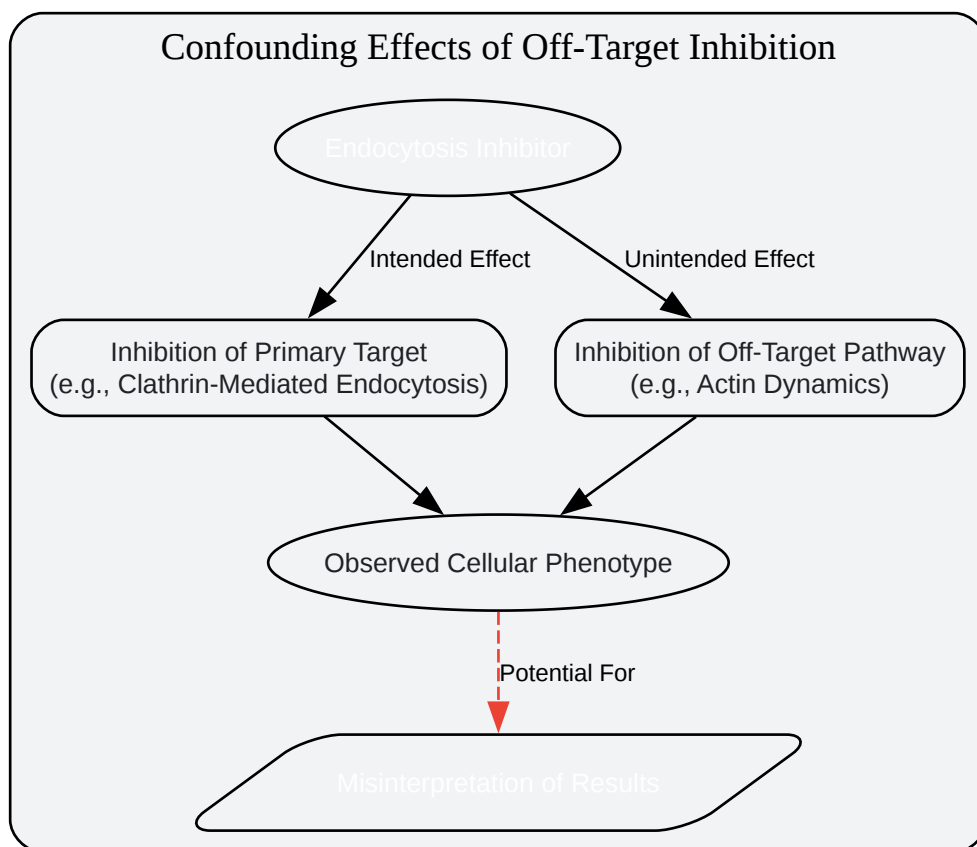 Confounding Effects of Off-Target Inhibition
Endocytosis Inhibitor
Intended Effect
Unintended Effect
Inhibition of Primary Target
(e.g., Clathrin-Mediated Endocytosis)
Inhibition of Off-Target Pathway
(e.g., Actin Dynamics)
Observed Cellular Phenotype
Potential For
Misinterpretation of Results